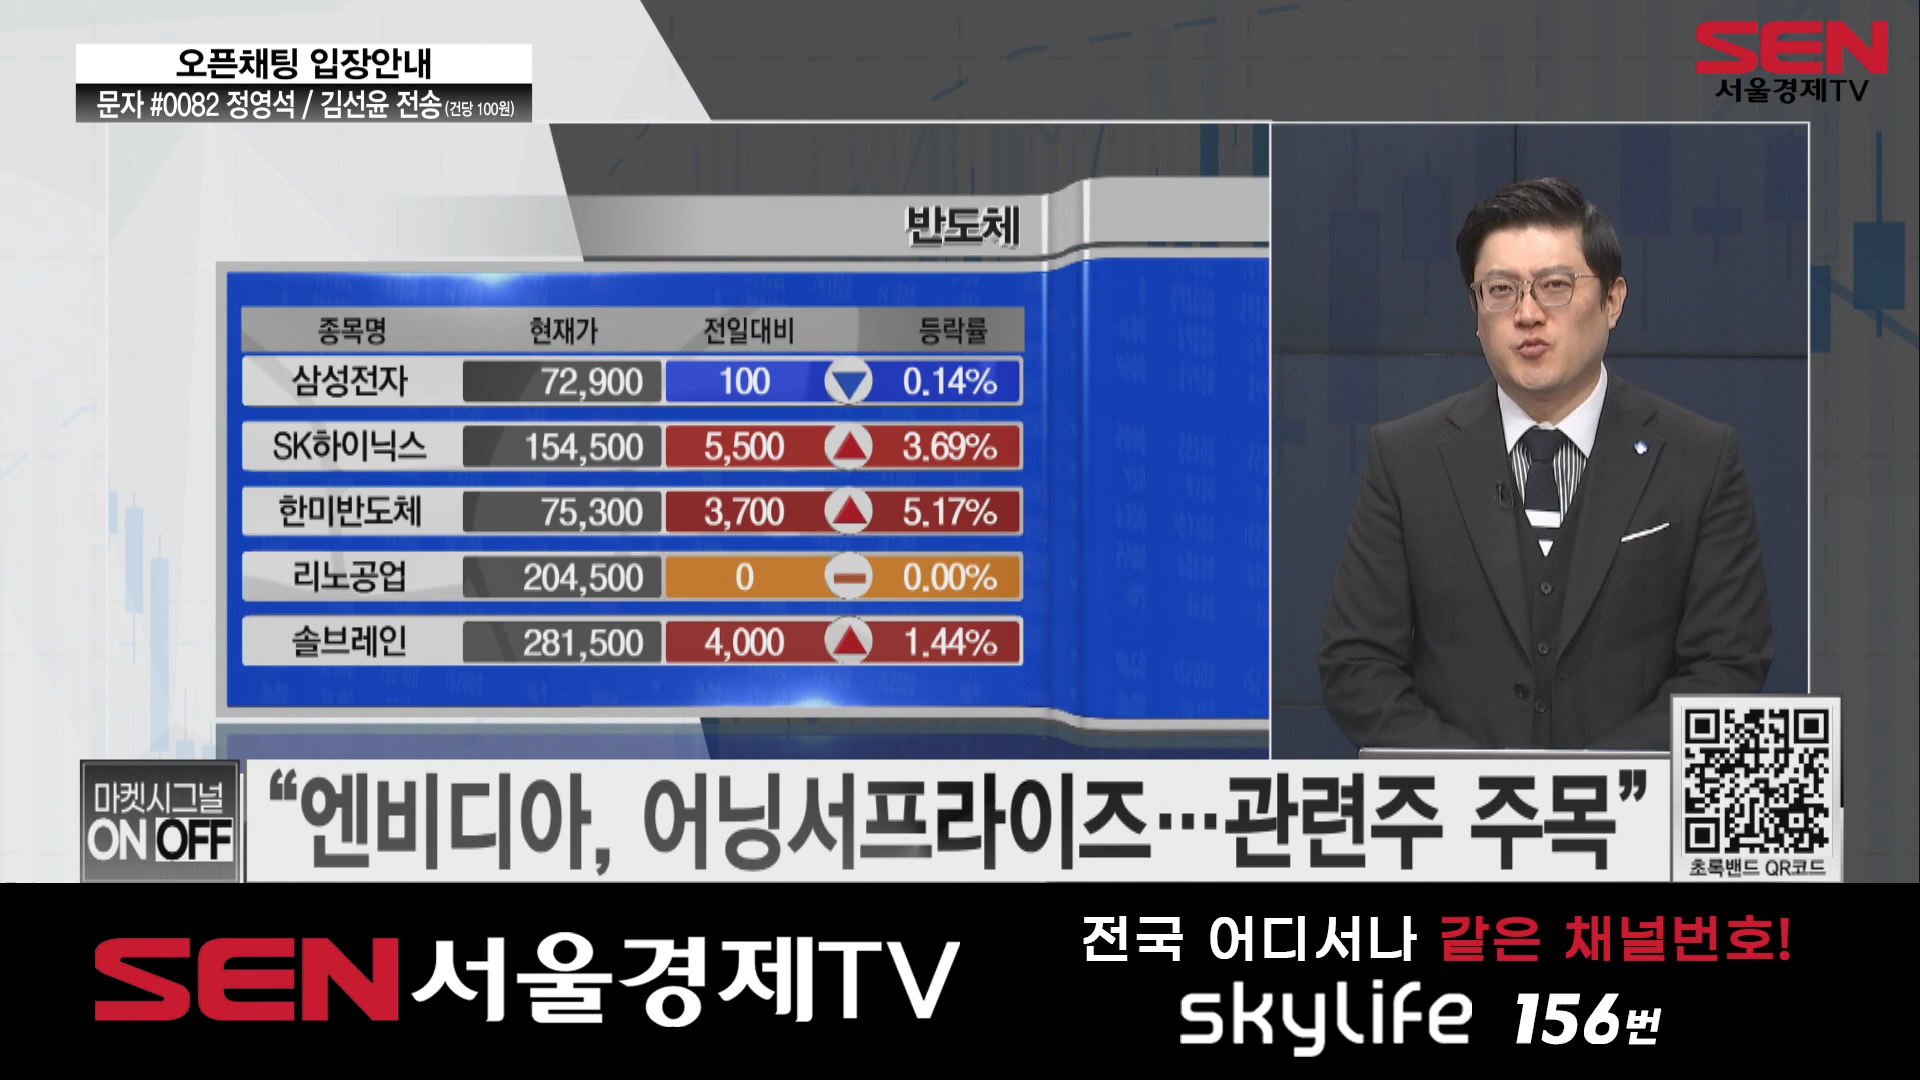 오픈채팅 입장안내
문자 #0082 정영석 / 김선윤 전송 (건당 100원)
SEN
서울경제TV
반도체
종목명 현재가 전일대비 등락률
삼성전자 72,900 100 ▼ 0.14%
SK하이닉스 154,500 5,500 ▲ 3.69%
한미반도체 75,300 3,700 ▲ 5.17%
리노공업 204,500 0 − 0.00%
솔브레인 281,500 4,000 ▲ 1.44%
마켓시그널
ON OFF
“엔비디아, 어닝서프라이즈…관련주 주목”
초록밴드 QR코드
SEN 서울경제TV
전국 어디서나 같은 채널번호!
skylife 156번